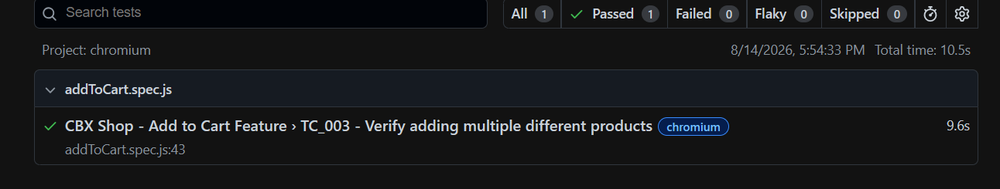 Search tests
All 1 Passed 1 Failed 0 Flaky 0 Skipped 0
Project: chromium 8/14/2026, 5:54:33 PM Total time: 10.5s
addToCart.spec.js
CBX Shop - Add to Cart Feature › TC_003 - Verify adding multiple different products chromium 9.6s
addToCart.spec.js:43